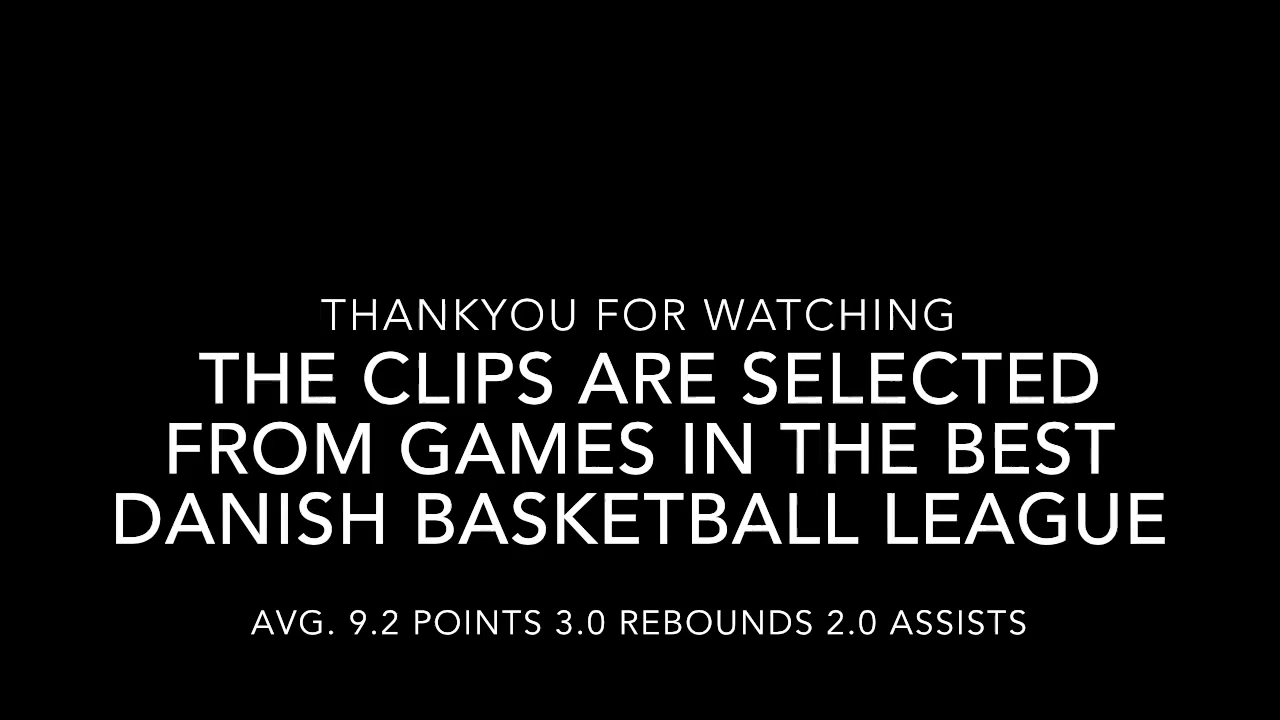 THANKYOU FOR WATCHING
THE CLIPS ARE SELECTED
FROM GAMES IN THE BEST
DANISH BASKETBALL LEAGUE
AVG. 9.2 POINTS 3.0 REBOUNDS 2.0 ASSISTS